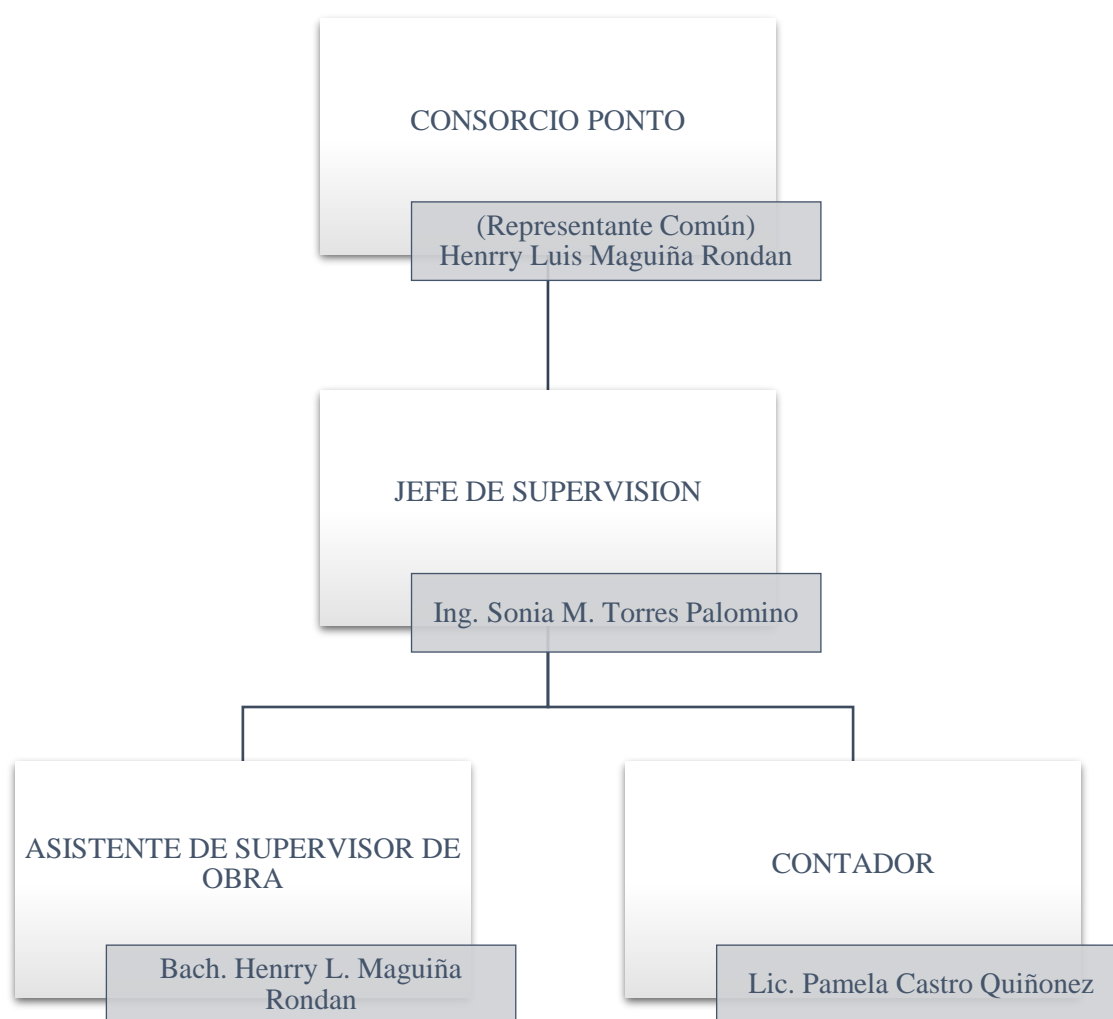 CONSORCIO PONTO
(Representante Común)
Henrry Luis Maguiña Rondan
JEFE DE SUPERVISION
Ing. Sonia M. Torres Palomino
ASISTENTE DE SUPERVISOR DE
OBRA
Bach. Henrry L. Maguiña
Rondan
CONTADOR
Lic. Pamela Castro Quiñonez